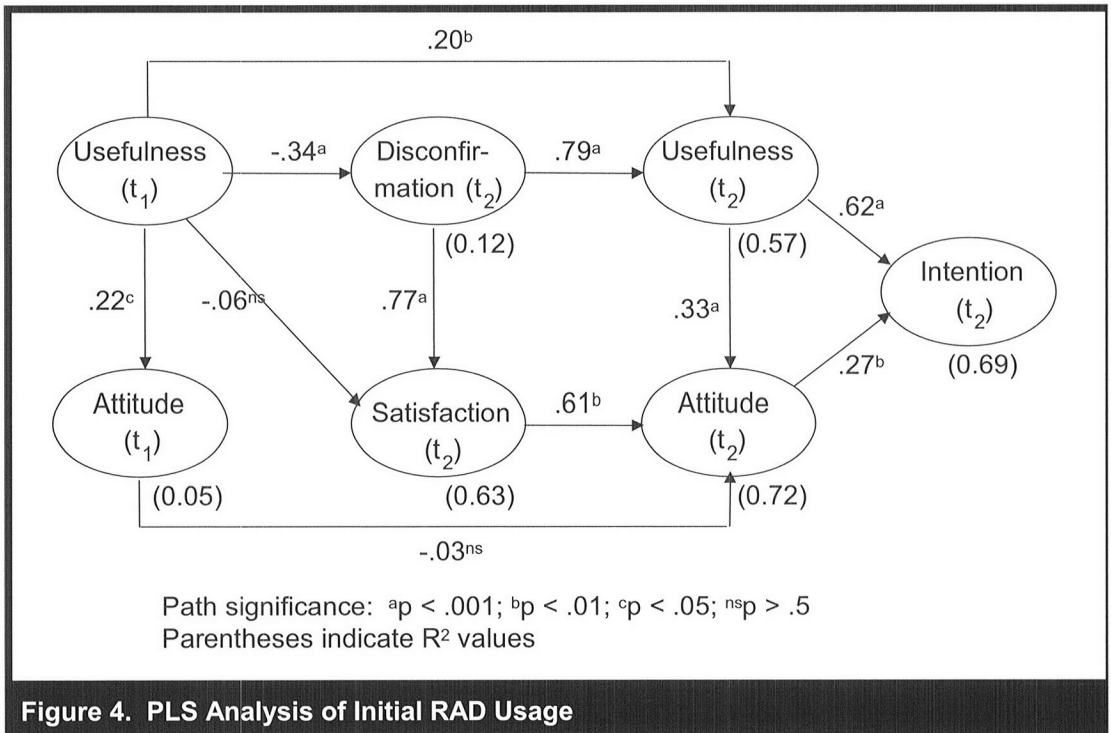 .20ᵇ
Usefulness
(t₁)
-.34ᵃ
Disconfir-
mation (t₂)
.79ᵃ
Usefulness
(t₂)
(0.12)
(0.57)
.62ᵃ
Intention
(t₂)
(0.69)
.22ᶜ
-.06ⁿˢ
.77ᵃ
.33ᵃ
.27ᵇ
Attitude
(t₁)
(0.05)
Satisfaction
(t₂)
(0.63)
.61ᵇ
Attitude
(t₂)
(0.72)
-.03ⁿˢ
Path significance: ᵃp < .001; ᵇp < .01; ᶜp < .05; ⁿˢp > .5
Parentheses indicate R² values
Figure 4. PLS Analysis of Initial RAD Usage